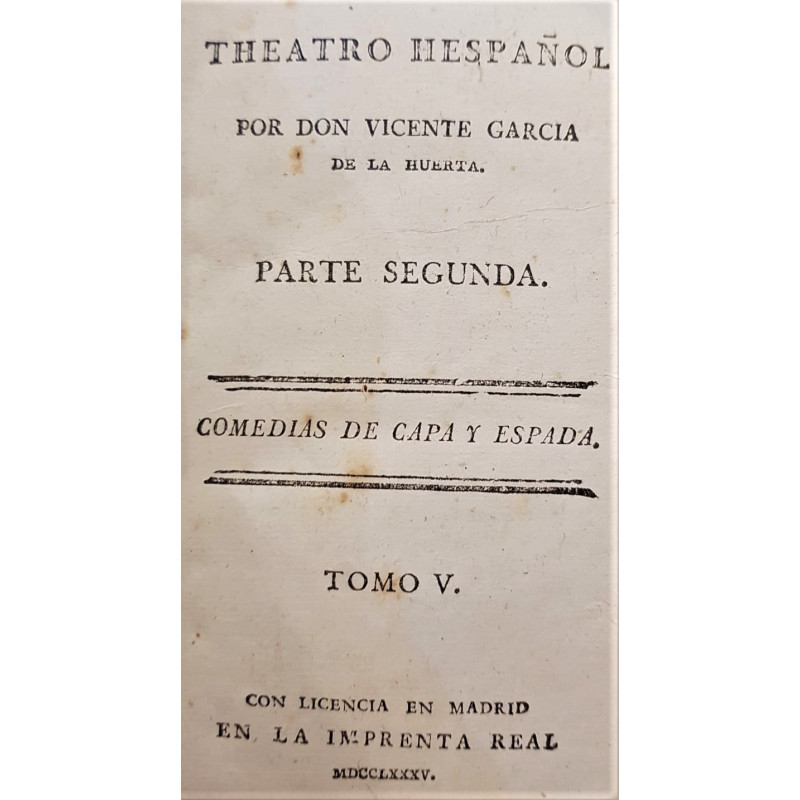 THEATRO HESPAÑOL
POR DON VICENTE GARCIA
DE LA HUERTA.
PARTE SEGUNDA.
COMEDIAS DE CAPA Y ESPADA.
TOMO V.
CON LICENCIA EN MADRID
EN LA IMPRENTA REAL
MDCCLXXXV.